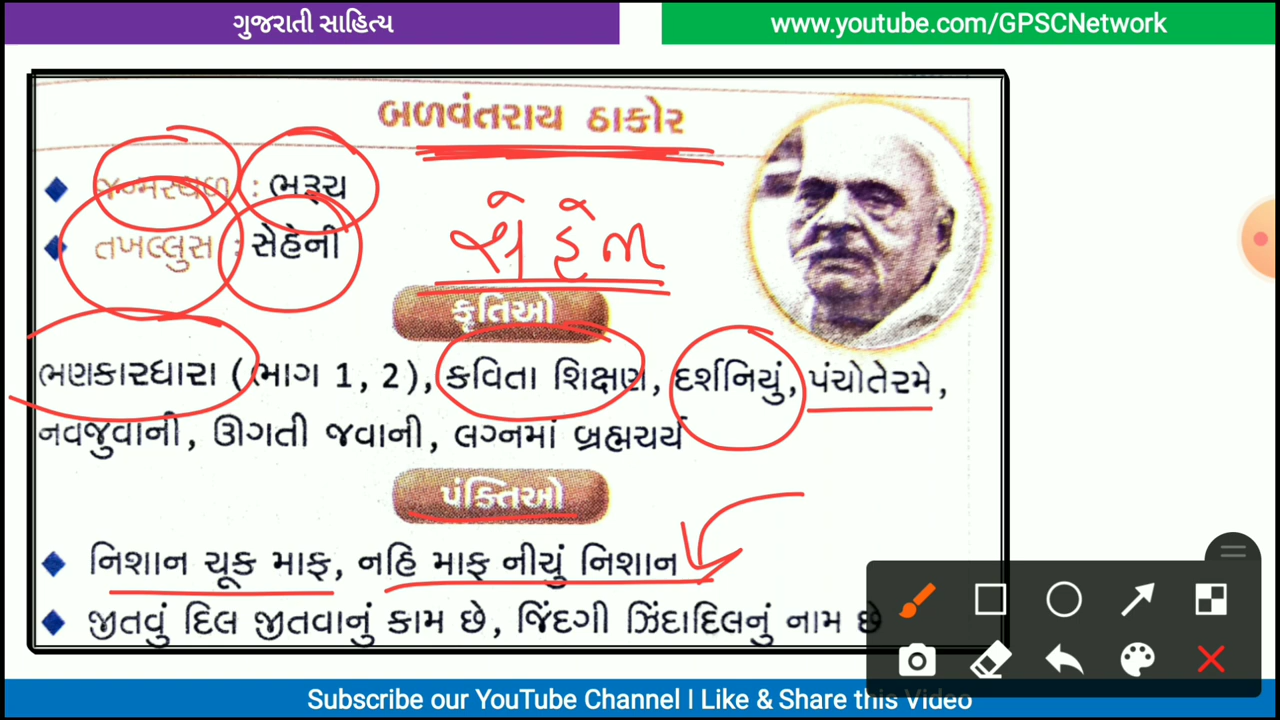 ગુજરાતી સાહિત્ય
www.youtube.com/GPSCNetwork
બળવંતરાય ઠાકોર
જન્મસ્થળ : ભરૂચ
તખલ્લુસ : સેહેની
સેહેન
કૃતિઓ
ભણકારધારા (ભાગ 1, 2), કવિતા શિક્ષણ, દર્શનિયું, પંચોતેરમે,
નવજુવાની, ઊગતી જવાની, લગ્નમાં બ્રહ્મચર્ય
પંક્તિઓ
નિશાન ચૂક માફ, નહિ માફ નીચું નિશાન
જીતવું દિલ જીતવાનું કામ છે, જિંદગી ઝિંદાદિલનું નામ છે
Subscribe our YouTube Channel | Like & Share this Video